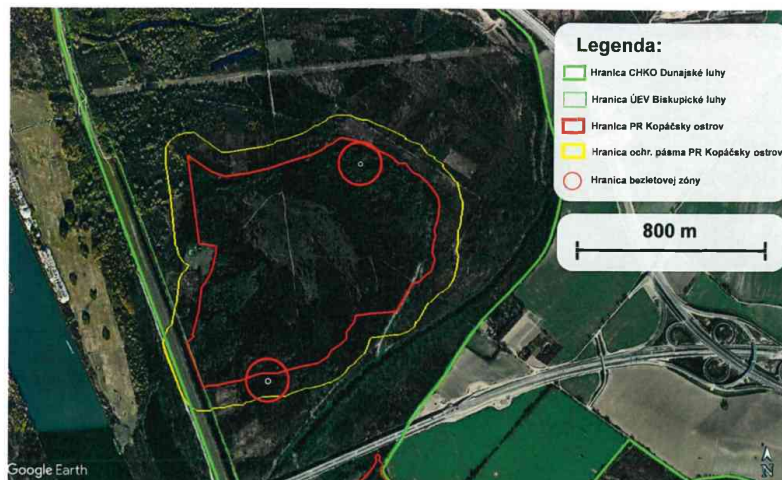 Legenda:
Hranica CHKO Dunajské luhy
Hranica ÚEV Biskupické luhy
Hranica PR Kopáčsky ostrov
Hranica ochr. pásma PR Kopáčsky ostrov
Hranica bezletovej zóny
800 m
Google Earth
N